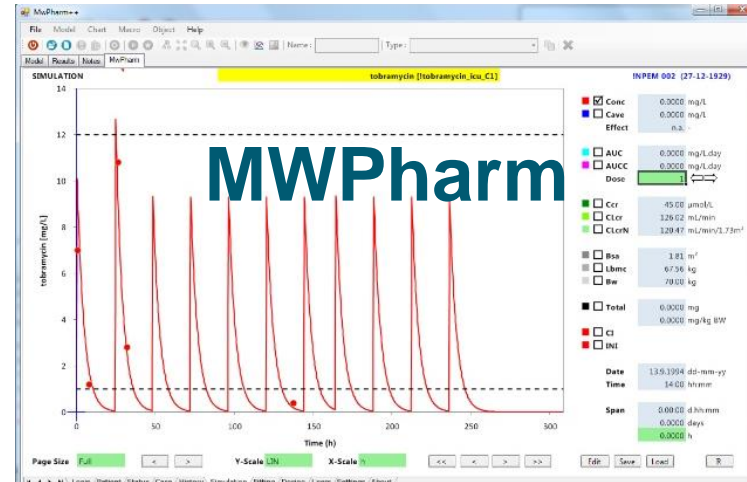 MwPharm++
File Model Chart Macro Object Help
Name: Type:
Model Results Notes MwPharm
SIMULATION tobramycin [!tobramycin_icu_C1] !NPEM 002 (27-12-1929)
MWPharm
tobramycin [mg/L]
14
12
10
8
6
4
2
0
0 50 100 150 200 250 300
Time (h)
Conc 0.0000 mg/L
Cave 0.0000 mg/L
Effect n.a. -
AUC 0.0000 mg/L.day
AUCC 0.0000 mg/L.day
Dose 1
Ccr 45.00 µmol/L
CLcr 126.02 mL/min
CLcrN 120.47 mL/min/1.73m²
Bsa 1.81 m²
Lbmc 67.56 kg
Bw 70.00 kg
Total 0.0000 mg
0.0000 mg/kg BW
CI
INI
Date 13.9.1994 dd-mm-yy
Time 14:00 hh:mm
Span 0.00:00 d.hh:mm
0.0000 days
0.0000 h
Page Size Full < > Y-Scale LIN X-Scale h << < > >> Edit Save Load R